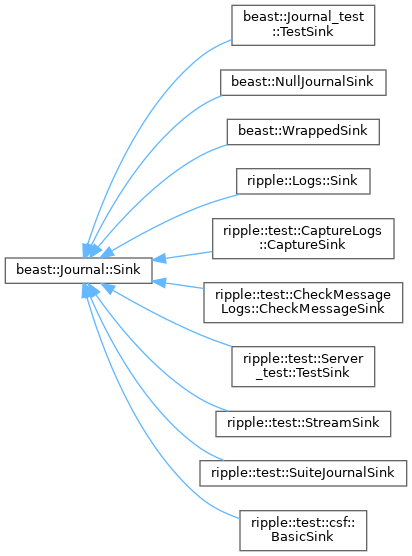 beast::Journal_test
::TestSink
beast::NullJournalSink
beast::WrappedSink
ripple::Logs::Sink
ripple::test::CaptureLogs
::CaptureSink
beast::Journal::Sink
ripple::test::CheckMessage
Logs::CheckMessageSink
ripple::test::Server
_test::TestSink
ripple::test::StreamSink
ripple::test::SuiteJournalSink
ripple::test::csf::
BasicSink